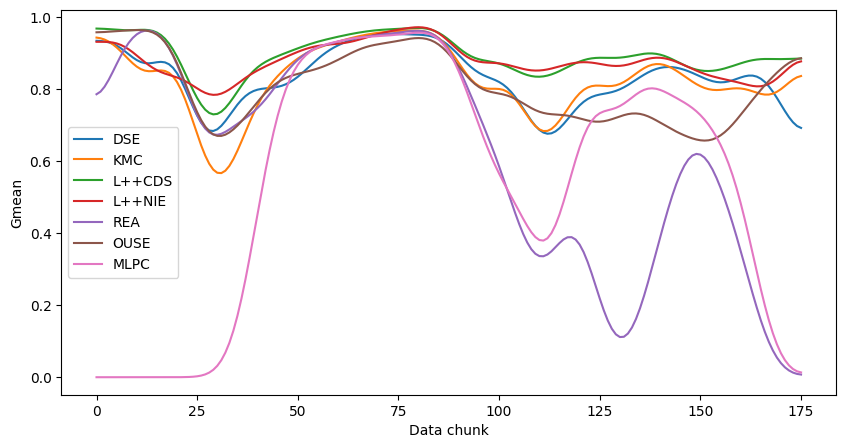 1.0
0.8
0.6
0.4
0.2
0.0
Gmean
DSE
KMC
L++CDS
L++NIE
REA
OUSE
MLPC
0 25 50 75 100 125 150 175
Data chunk